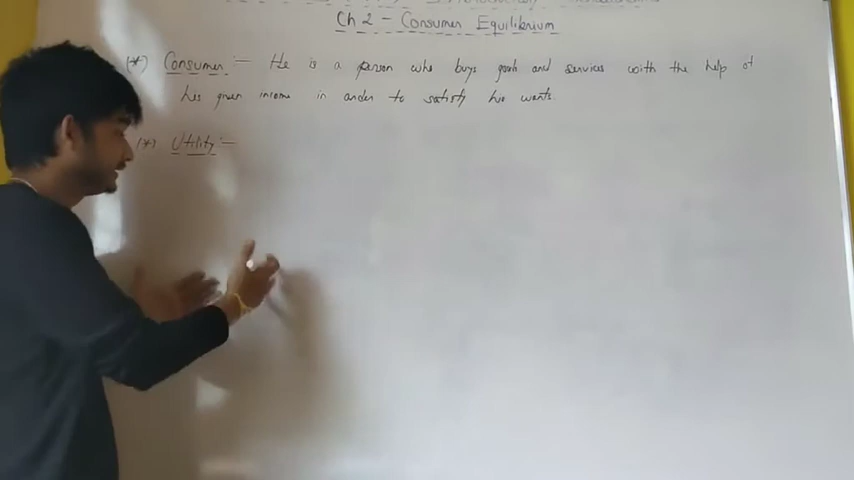 Ch 2 - Consumer Equilibrium
(*) Consumer :- He is a person who buys goods and services with the help of
his given income in order to satisfy his wants.
(*) Utility :-